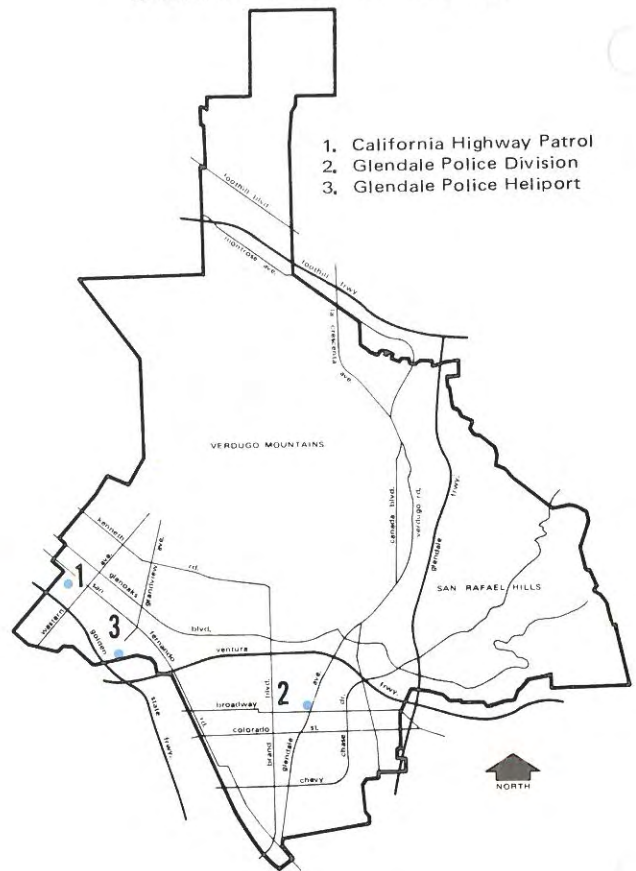 1. California Highway Patrol
2. Glendale Police Division
3. Glendale Police Heliport
foothill blvd
montrose ave.
foothill frwy
la crescenta ave.
VERDUGO MOUNTAINS
canada blvd.
verdugo rd.
glendale frwy.
SAN RAFAEL HILLS
kenneth rd.
western ave.
grandview ave.
glenoaks blvd.
san fernando rd.
1
3
golden state frwy.
ventura frwy.
2
broadway
brand blvd.
glendale ave.
colorado st.
chevy chase dr.
NORTH